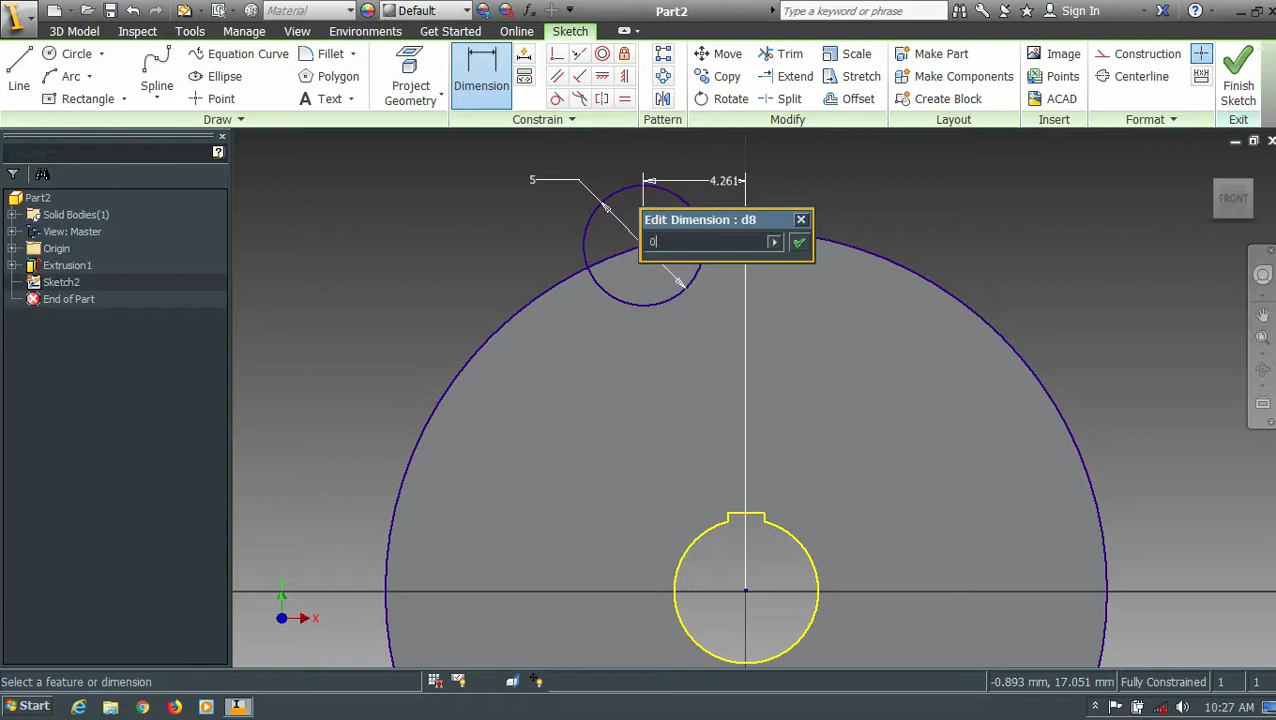 Material
Default
Part2
Type a keyword or phrase
Sign In
3D Model
Inspect
Tools
Manage
View
Environments
Get Started
Online
Sketch
Line
Circle
Arc
Rectangle
Spline
Equation Curve
Ellipse
Point
Fillet
Polygon
Text
Project
Geometry
Dimension
Move
Copy
Rotate
Trim
Extend
Split
Scale
Stretch
Offset
Make Part
Make Components
Create Block
Image
Points
ACAD
Construction
Centerline
Finish
Sketch
Draw
Constrain
Pattern
Modify
Layout
Insert
Format
Exit
Part2
Solid Bodies(1)
View: Master
Origin
Extrusion1
Sketch2
End of Part
5
4.261
Edit Dimension : d8
0
FRONT
X
Select a feature or dimension
-0.893 mm, 17.051 mm
Fully Constrained
1
1
Start
10:27 AM